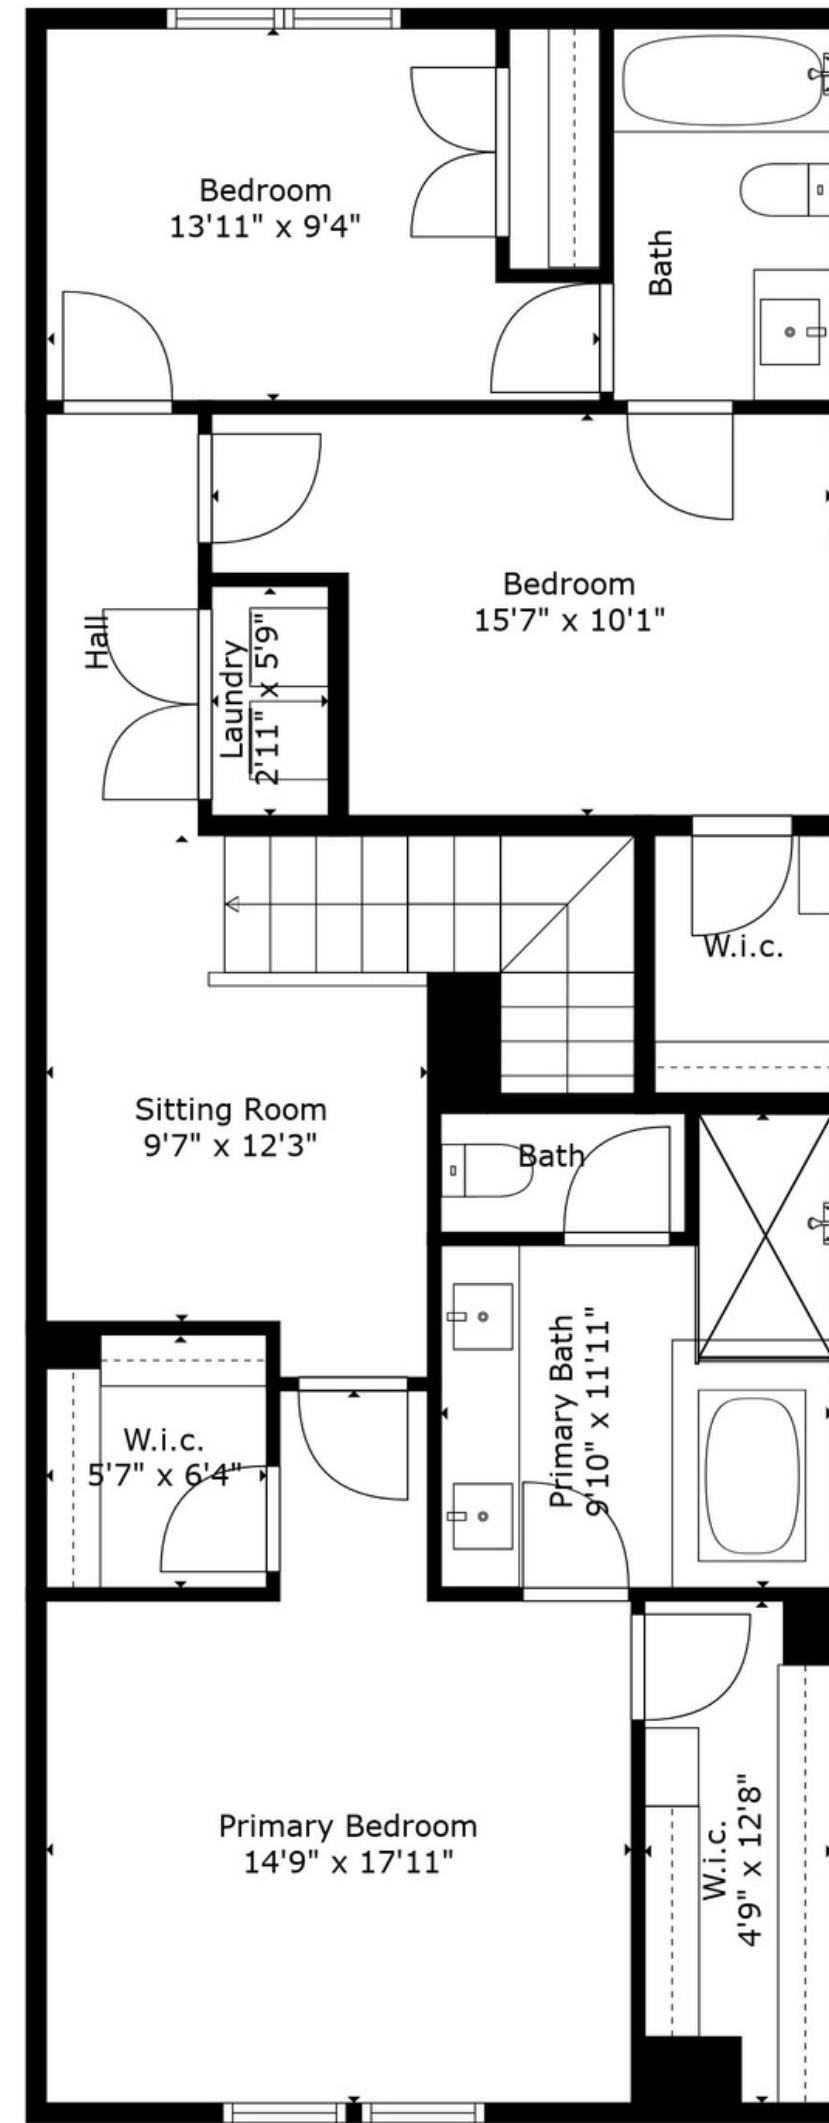 Bedroom
13'11" x 9'4"
Bath
Bedroom
15'7" x 10'1"
Hall
Laundry
2'11" x 5'9"
W.i.c.
Sitting Room
9'7" x 12'3"
Bath
Primary Bath
9'10" x 11'11"
W.i.c.
5'7" x 6'4"
Primary Bedroom
14'9" x 17'11"
W.i.c.
4'9" x 12'8"